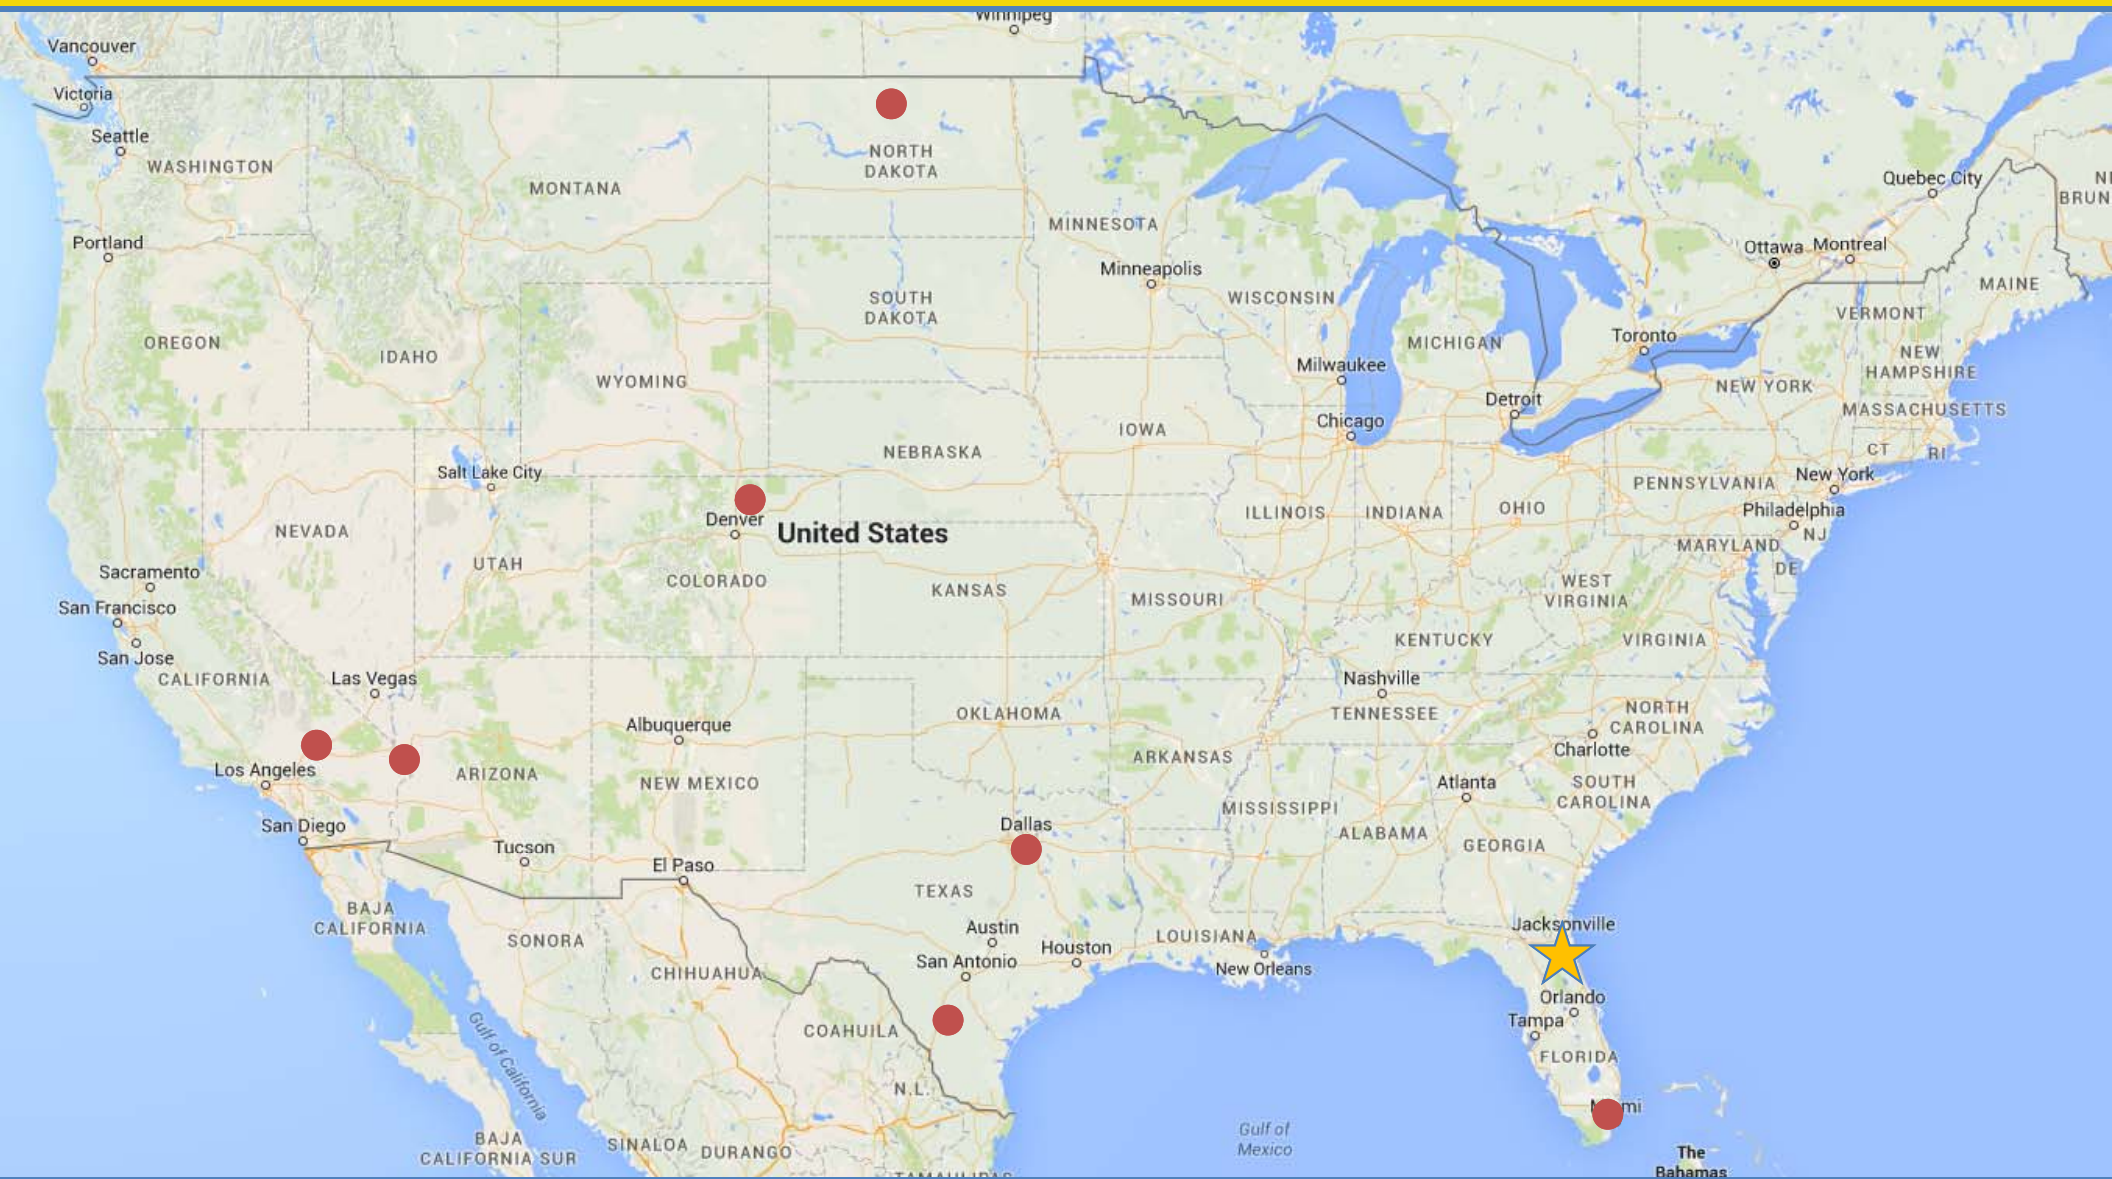 Winnipeg
Vancouver
Victoria
Seattle
WASHINGTON
NORTH
DAKOTA
MONTANA
Quebec City
BRUN
MINNESOTA
Portland
Ottawa
Montreal
Minneapolis
MAINE
SOUTH
DAKOTA
WISCONSIN
VERMONT
OREGON
IDAHO
MICHIGAN
Toronto
NEW
HAMPSHIRE
Milwaukee
WYOMING
NEW YORK
Detroit
MASSACHUSETTS
Chicago
IOWA
NEBRASKA
CT
RI
Salt Lake City
PENNSYLVANIA
New York
ILLINOIS
INDIANA
OHIO
Philadelphia
NJ
Denver
United States
NEVADA
MARYLAND
DE
UTAH
Sacramento
COLORADO
KANSAS
MISSOURI
WEST
VIRGINIA
San Francisco
KENTUCKY
VIRGINIA
San Jose
CALIFORNIA
Las Vegas
Nashville
TENNESSEE
NORTH
CAROLINA
OKLAHOMA
Albuquerque
Charlotte
ARKANSAS
Los Angeles
ARIZONA
NEW MEXICO
Atlanta
SOUTH
CAROLINA
MISSISSIPPI
San Diego
Dallas
ALABAMA
GEORGIA
Tucson
El Paso
TEXAS
BAJA
CALIFORNIA
Jacksonville
Austin
SONORA
LOUISIANA
Houston
San Antonio
CHIHUAHUA
New Orleans
Orlando
Tampa
COAHUILA
Gulf of California
FLORIDA
N.L.
Gulf of
Mexico
BAJA
CALIFORNIA SUR
SINALOA
DURANGO
The
Bahamas
TAMAULIPAS